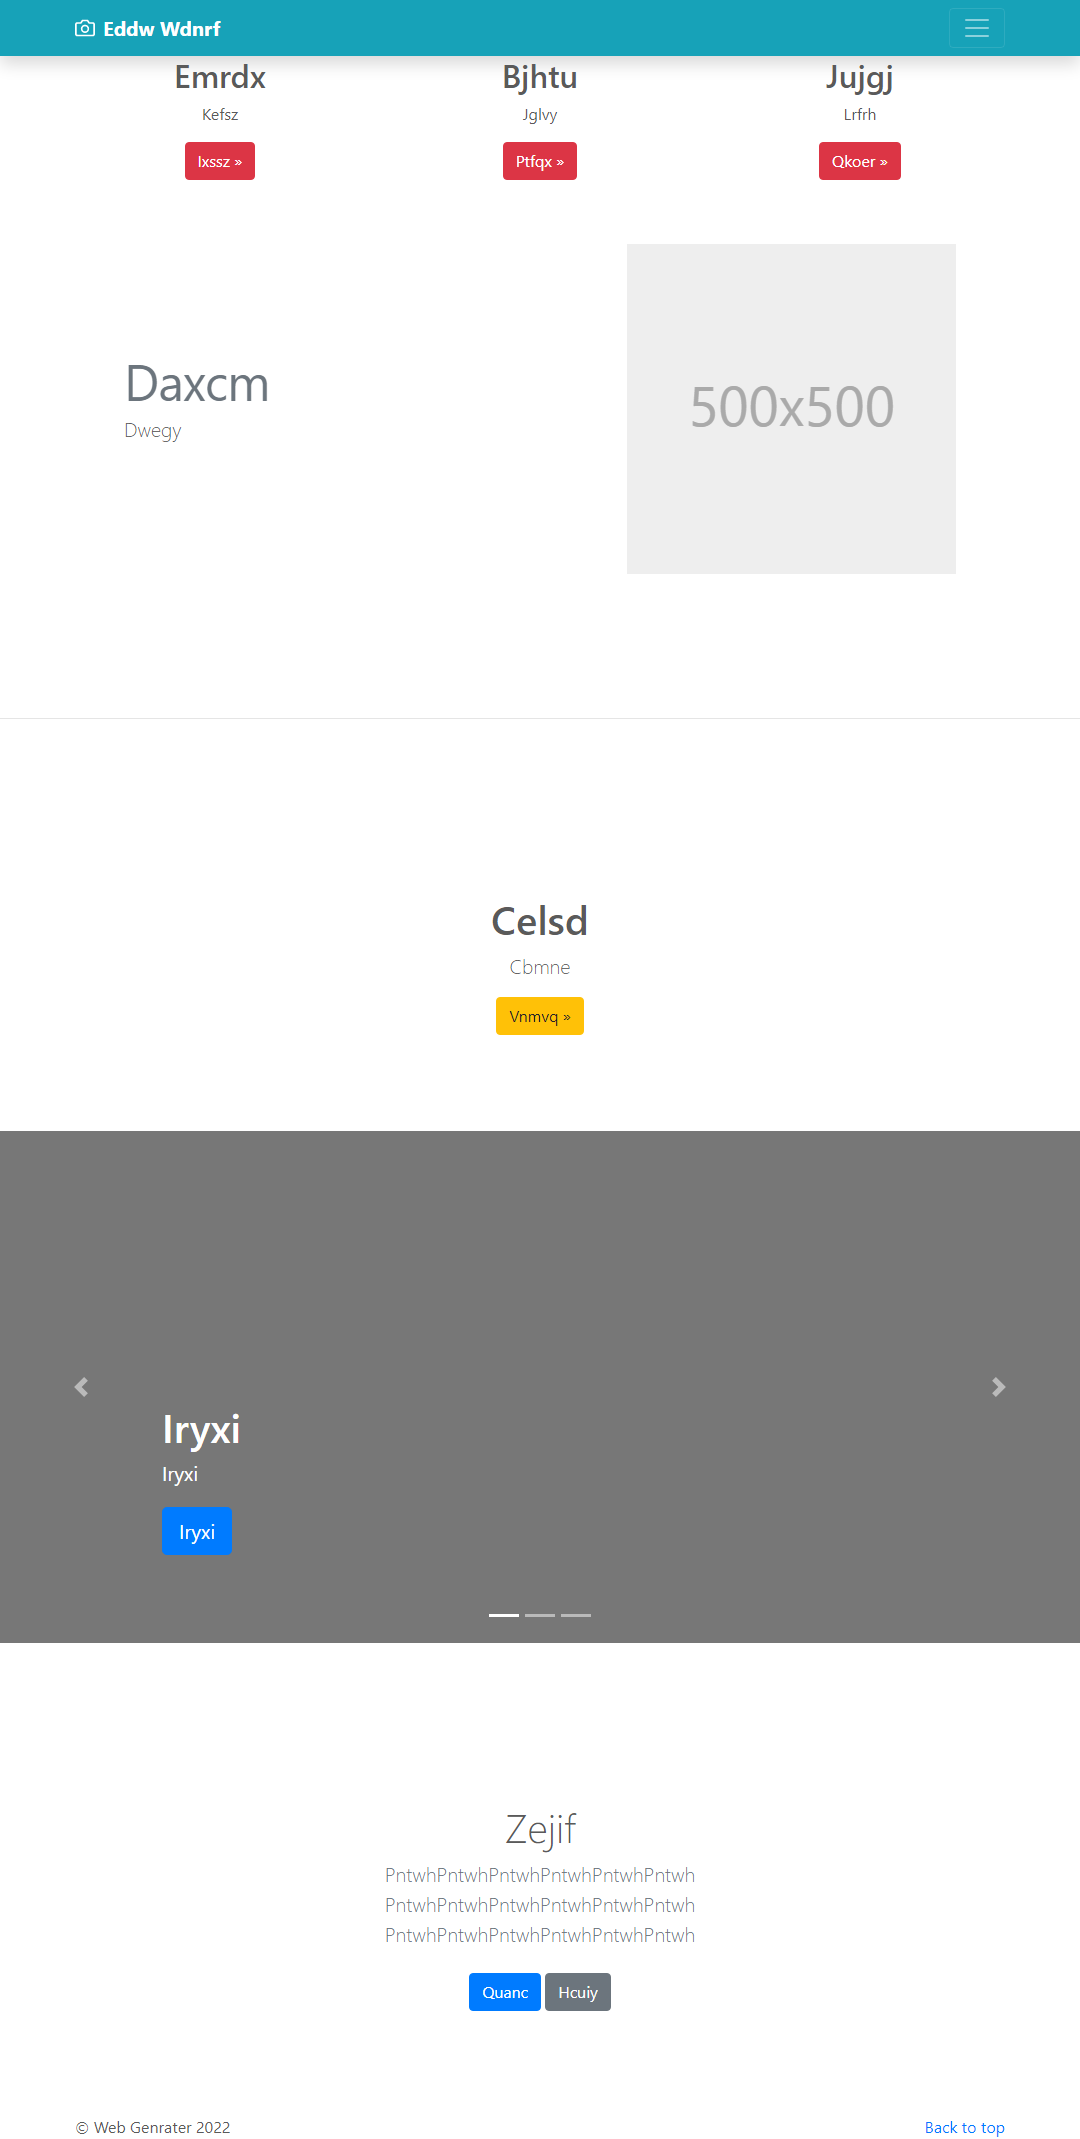 Eddw Wdnrf
Emrdx
Kefsz
Ixssz »
Bjhtu
Jglvy
Ptfqx »
Jujgj
Lrfrh
Qkoer »
Daxcm
Dwegy
500x500
Celsd
Cbmne
Vnmvq »
Iryxi
Iryxi
Iryxi
Zejif
PntwhPntwhPntwhPntwhPntwhPntwh
PntwhPntwhPntwhPntwhPntwhPntwh
PntwhPntwhPntwhPntwhPntwhPntwh
Quanc Hcuiy
© Web Genrater 2022
Back to top